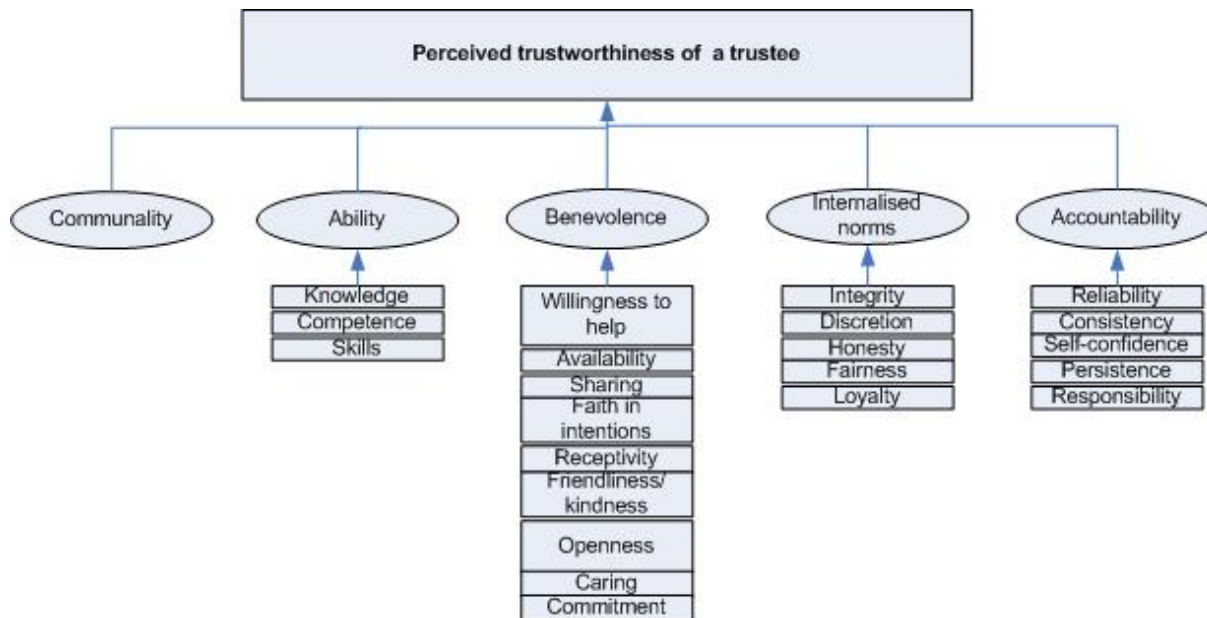 Perceived trustworthiness of a trustee
Communality
Ability
Benevolence
Internalised
norms
Accountability
Knowledge
Competence
Skills
Willingness to
help
Availability
Sharing
Faith in
intentions
Receptivity
Friendliness/
kindness
Openness
Caring
Commitment
Integrity
Discretion
Honesty
Fairness
Loyalty
Reliability
Consistency
Self-confidence
Persistence
Responsibility